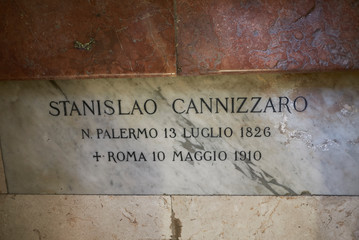 STANISLAO CANNIZZARO
N. PALERMO 13 LUGLIO 1826
✝ ROMA 10 MAGGIO 1910